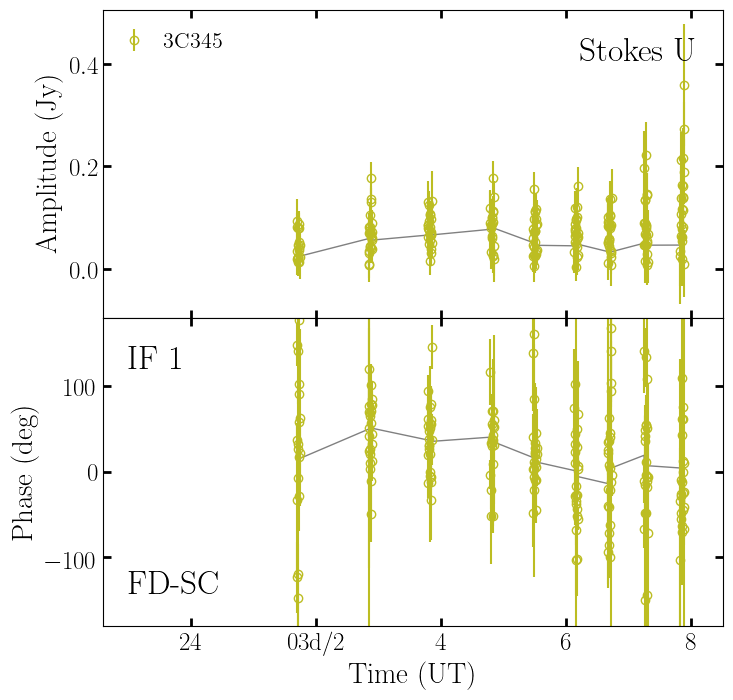 3C345
Stokes U
Amplitude (Jy)
0.4
0.2
0.0
IF 1
Phase (deg)
100
0
−100
FD-SC
24
03d/2
4
6
8
Time (UT)